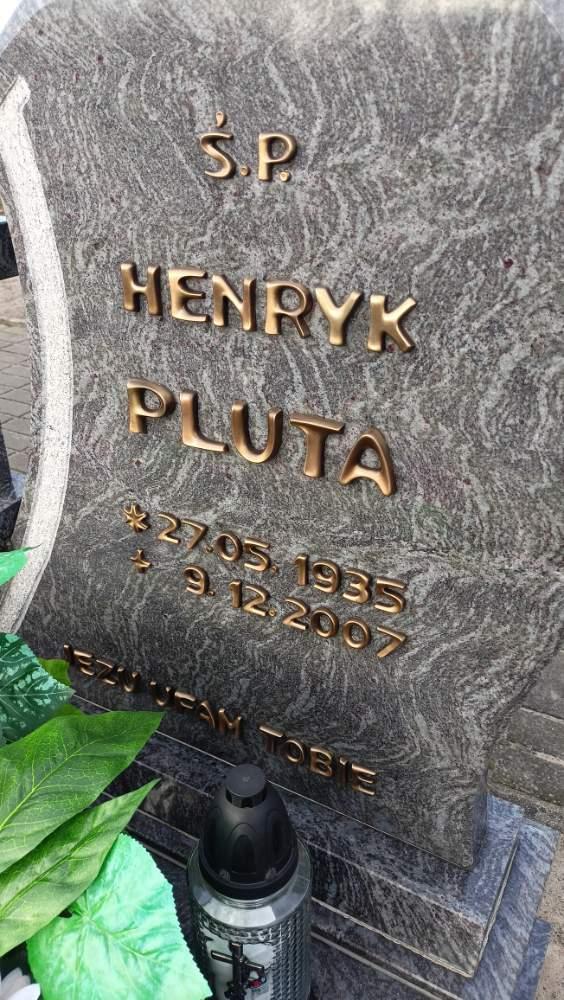 Ś.P.
HENRYK
PLUTA
* 27.05.1935
+ 9.12.2007
JEZU UFAM TOBIE